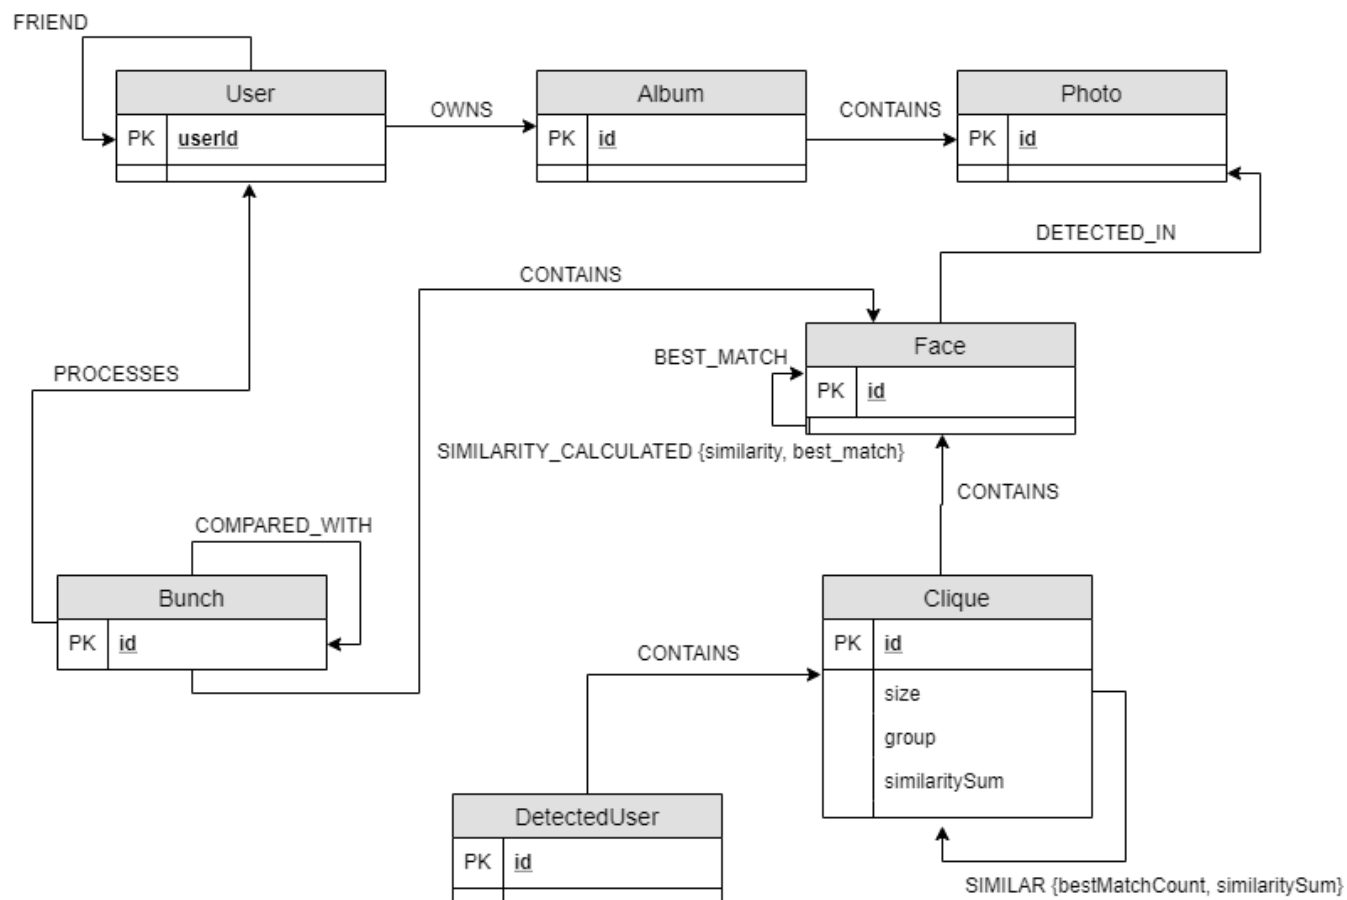 FRIEND
User
PK userId
OWNS
Album
PK id
CONTAINS
Photo
PK id
DETECTED_IN
CONTAINS
Face
PK id
BEST_MATCH
SIMILARITY_CALCULATED {similarity, best_match}
PROCESSES
CONTAINS
COMPARED_WITH
Bunch
PK id
Clique
PK id
size
group
similaritySum
CONTAINS
DetectedUser
PK id
SIMILAR {bestMatchCount, similaritySum}